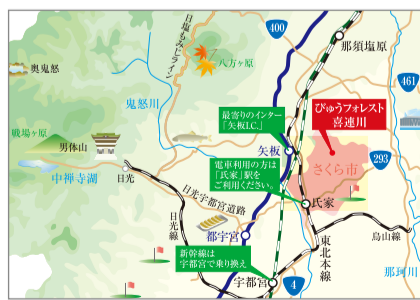 400
那須塩原
日塩もみじライン
八方ヶ原
奥鬼怒
鬼怒川
461
最寄りのインター
「矢板I.C.」
びゅうフォレスト
喜連川
戦場ヶ原
男体山
矢板
293
電車利用の方は
「氏家」駅を
ご利用ください。
さくら市
中禅寺湖
日光
日光宇都宮道路
氏家
日光線
都宇宮
烏山線
東北本線
新幹線は
宇都宮で乗り換え
那珂川
宇都宮
4